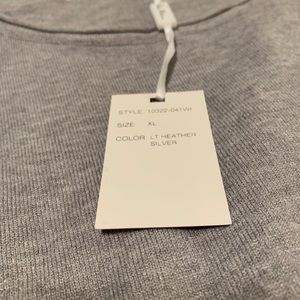 STYLE 10322-041WI
SIZE XL
COLOR LT HEATHER
SILVER